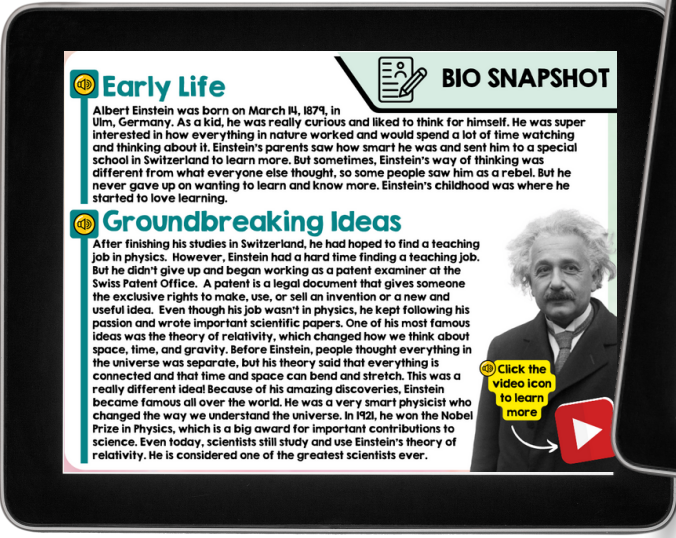 BIO SNAPSHOT
Early Life
Albert Einstein was born on March 14, 1879, in
Ulm, Germany. As a kid, he was really curious and liked to think for himself. He was super
interested in how everything in nature worked and would spend a lot of time watching
and thinking about it. Einstein's parents saw how smart he was and sent him to a special
school in Switzerland to learn more. But sometimes, Einstein's way of thinking was
different from what everyone else thought, so some people saw him as a rebel. But he
never gave up on wanting to learn and know more. Einstein's childhood was where he
started to love learning.
Groundbreaking Ideas
After finishing his studies in Switzerland, he had hoped to find a teaching
job in physics. However, Einstein had a hard time finding a teaching job.
But he didn't give up and began working as a patent examiner at the
Swiss Patent Office. A patent is a legal document that gives someone
the exclusive rights to make, use, or sell an invention or a new and
useful idea. Even though his job wasn't in physics, he kept following his
passion and wrote important scientific papers. One of his most famous
ideas was the theory of relativity, which changed how we think about
space, time, and gravity. Before Einstein, people thought everything in
the universe was separate, but his theory said that everything is
connected and that time and space can bend and stretch. This was a
really different idea! Because of his amazing discoveries, Einstein
became famous all over the world. He was a very smart physicist who
changed the way we understand the universe. In 1921, he won the Nobel
Prize in Physics, which is a big award for important contributions to
science. Even today, scientists still study and use Einstein's theory of
relativity. He is considered one of the greatest scientists ever.
Click the
video icon
to learn
more